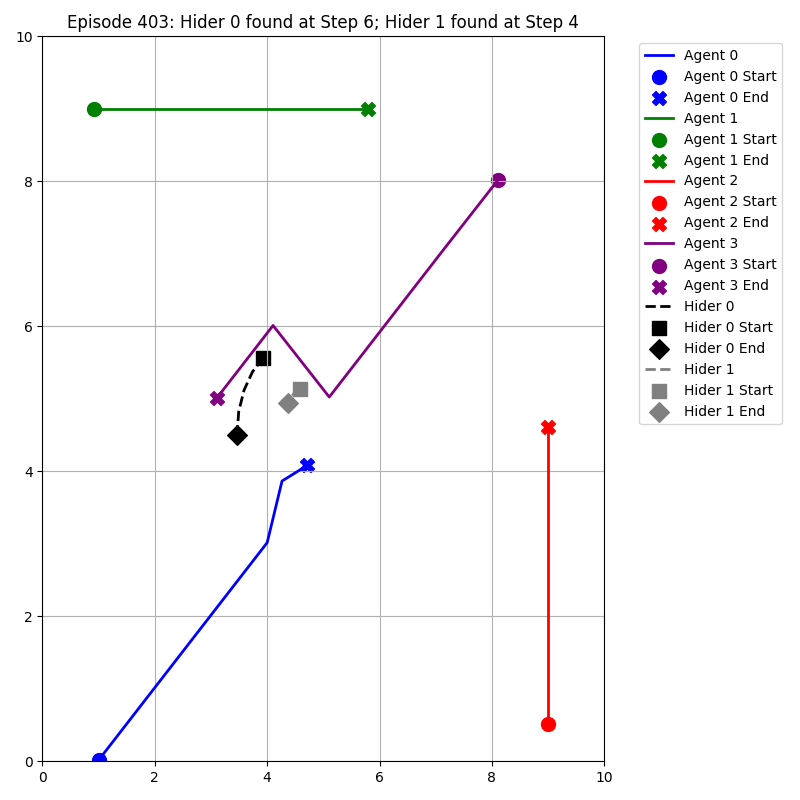 Episode 403: Hider 0 found at Step 6; Hider 1 found at Step 4
10
8
6
4
2
0
0 2 4 6 8 10
Agent 0
Agent 0 Start
Agent 0 End
Agent 1
Agent 1 Start
Agent 1 End
Agent 2
Agent 2 Start
Agent 2 End
Agent 3
Agent 3 Start
Agent 3 End
Hider 0
Hider 0 Start
Hider 0 End
Hider 1
Hider 1 Start
Hider 1 End